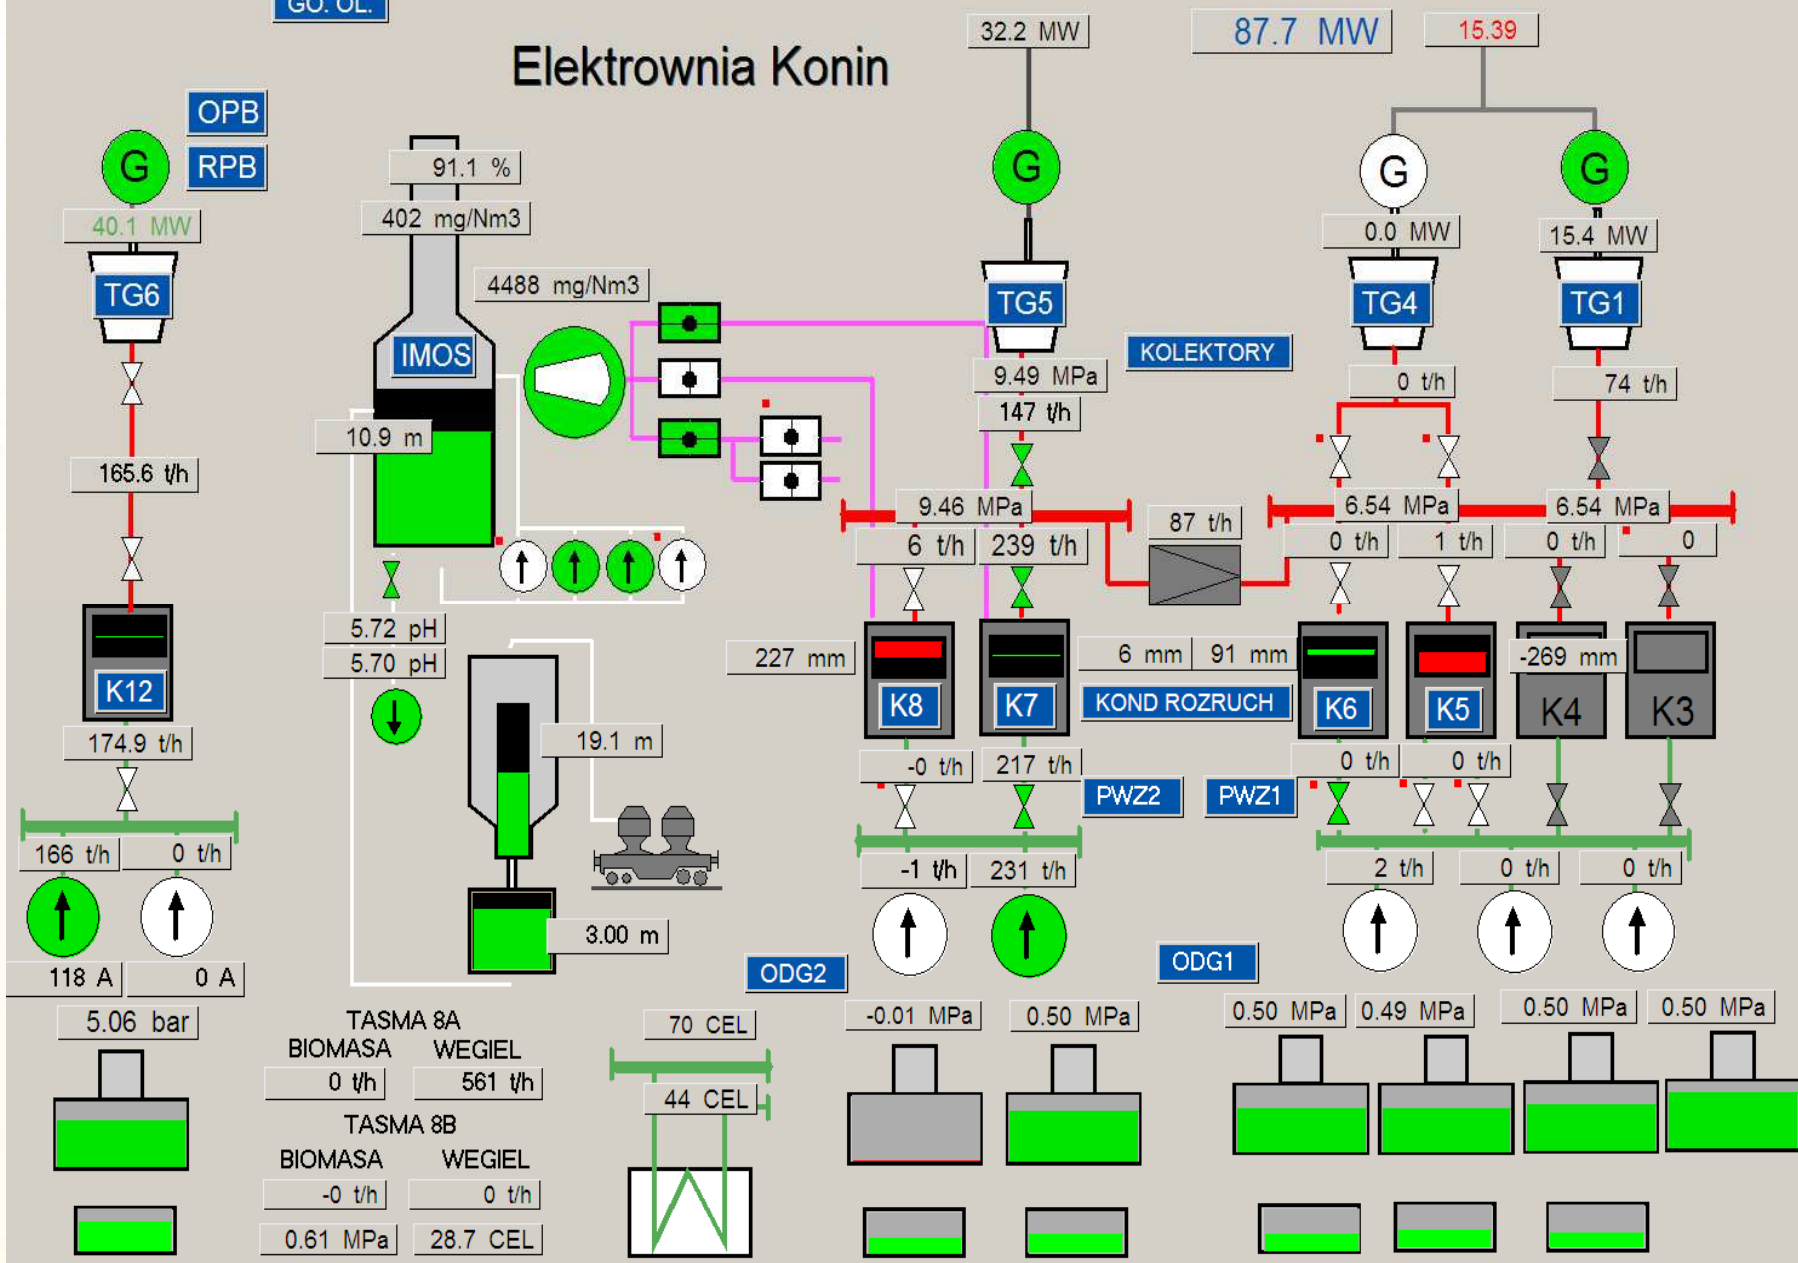 GO. OL.
32.2 MW
87.7 MW
15.39
Elektrownia Konin
OPB
G
RPB
91.1 %
G
G
G
40.1 MW
402 mg/Nm3
0.0 MW
15.4 MW
TG6
4488 mg/Nm3
TG5
TG4
TG1
IMOS
KOLEKTORY
9.49 MPa
0 t/h
74 t/h
147 t/h
10.9 m
165.6 t/h
9.46 MPa
87 t/h
6.54 MPa
6.54 MPa
6 t/h
239 t/h
0 t/h
1 t/h
0 t/h
0
5.72 pH
5.70 pH
227 mm
6 mm
91 mm
-269 mm
K12
K8
K7
KOND ROZRUCH
K6
K5
K4
K3
174.9 t/h
19.1 m
-0 t/h
217 t/h
0 t/h
0 t/h
PWZ2
PWZ1
166 t/h
0 t/h
-1 t/h
231 t/h
2 t/h
0 t/h
0 t/h
3.00 m
118 A
0 A
ODG2
ODG1
5.06 bar
TASMA 8A
70 CEL
-0.01 MPa
0.50 MPa
0.50 MPa
0.49 MPa
0.50 MPa
0.50 MPa
BIOMASA
WEGIEL
0 t/h
561 t/h
44 CEL
TASMA 8B
BIOMASA
WEGIEL
-0 t/h
0 t/h
0.61 MPa
28.7 CEL